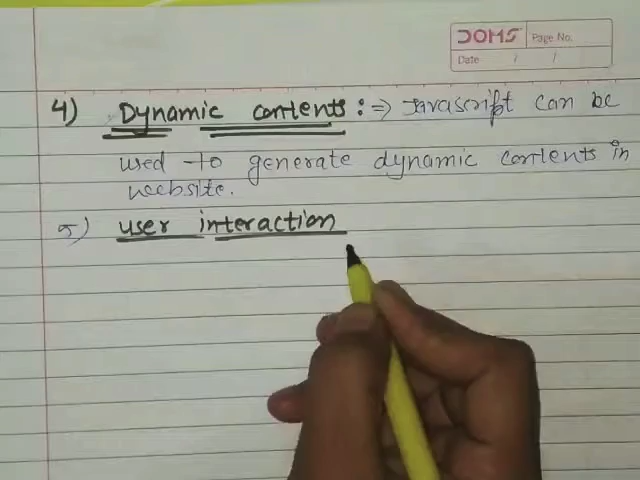 DOMS Page No.
Date / /
4) Dynamic contents :⇒ Javascript can be
used to generate dynamic contents in
website.
5) user interaction